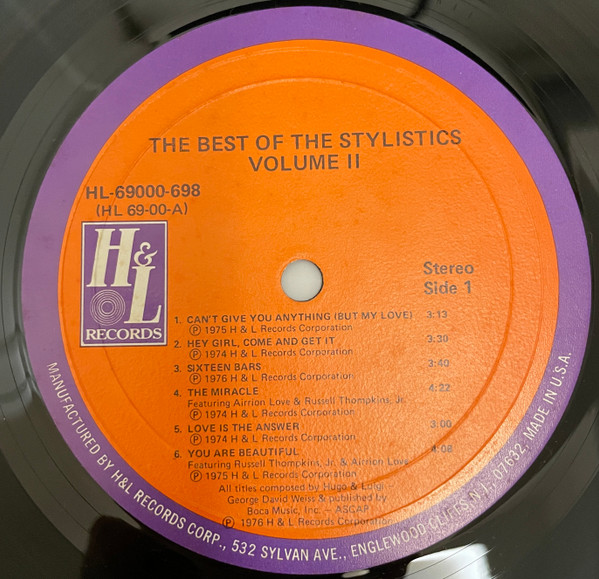 THE BEST OF THE STYLISTICS
VOLUME II
HL-69000-698
(HL 69-00-A)
H&L
RECORDS
Stereo
Side 1
1. CAN'T GIVE YOU ANYTHING (BUT MY LOVE) 3:13
Ⓟ 1975 H & L Records Corporation
2. HEY GIRL, COME AND GET IT 3:30
Ⓟ 1974 H & L Records Corporation
3. SIXTEEN BARS 3:40
Ⓟ 1976 H & L Records Corporation
4. THE MIRACLE 4:22
Featuring Airrion Love & Russell Thompkins, Jr.
Ⓟ 1974 H & L Records Corporation
5. LOVE IS THE ANSWER 3:00
Ⓟ 1974 H & L Records Corporation
6. YOU ARE BEAUTIFUL 4:08
Featuring Russell Thompkins, Jr. & Airrion Love
Ⓟ 1975 H & L Records Corporation
All titles composed by Hugo & Luigi
George David Weiss & published by
Boca Music, Inc. – ASCAP
Ⓟ 1976 H & L Records Corporation
MANUFACTURED BY H&L RECORDS CORP., 532 SYLVAN AVE., ENGLEWOOD CLIFFS N.J. 07632, MADE IN U.S.A.